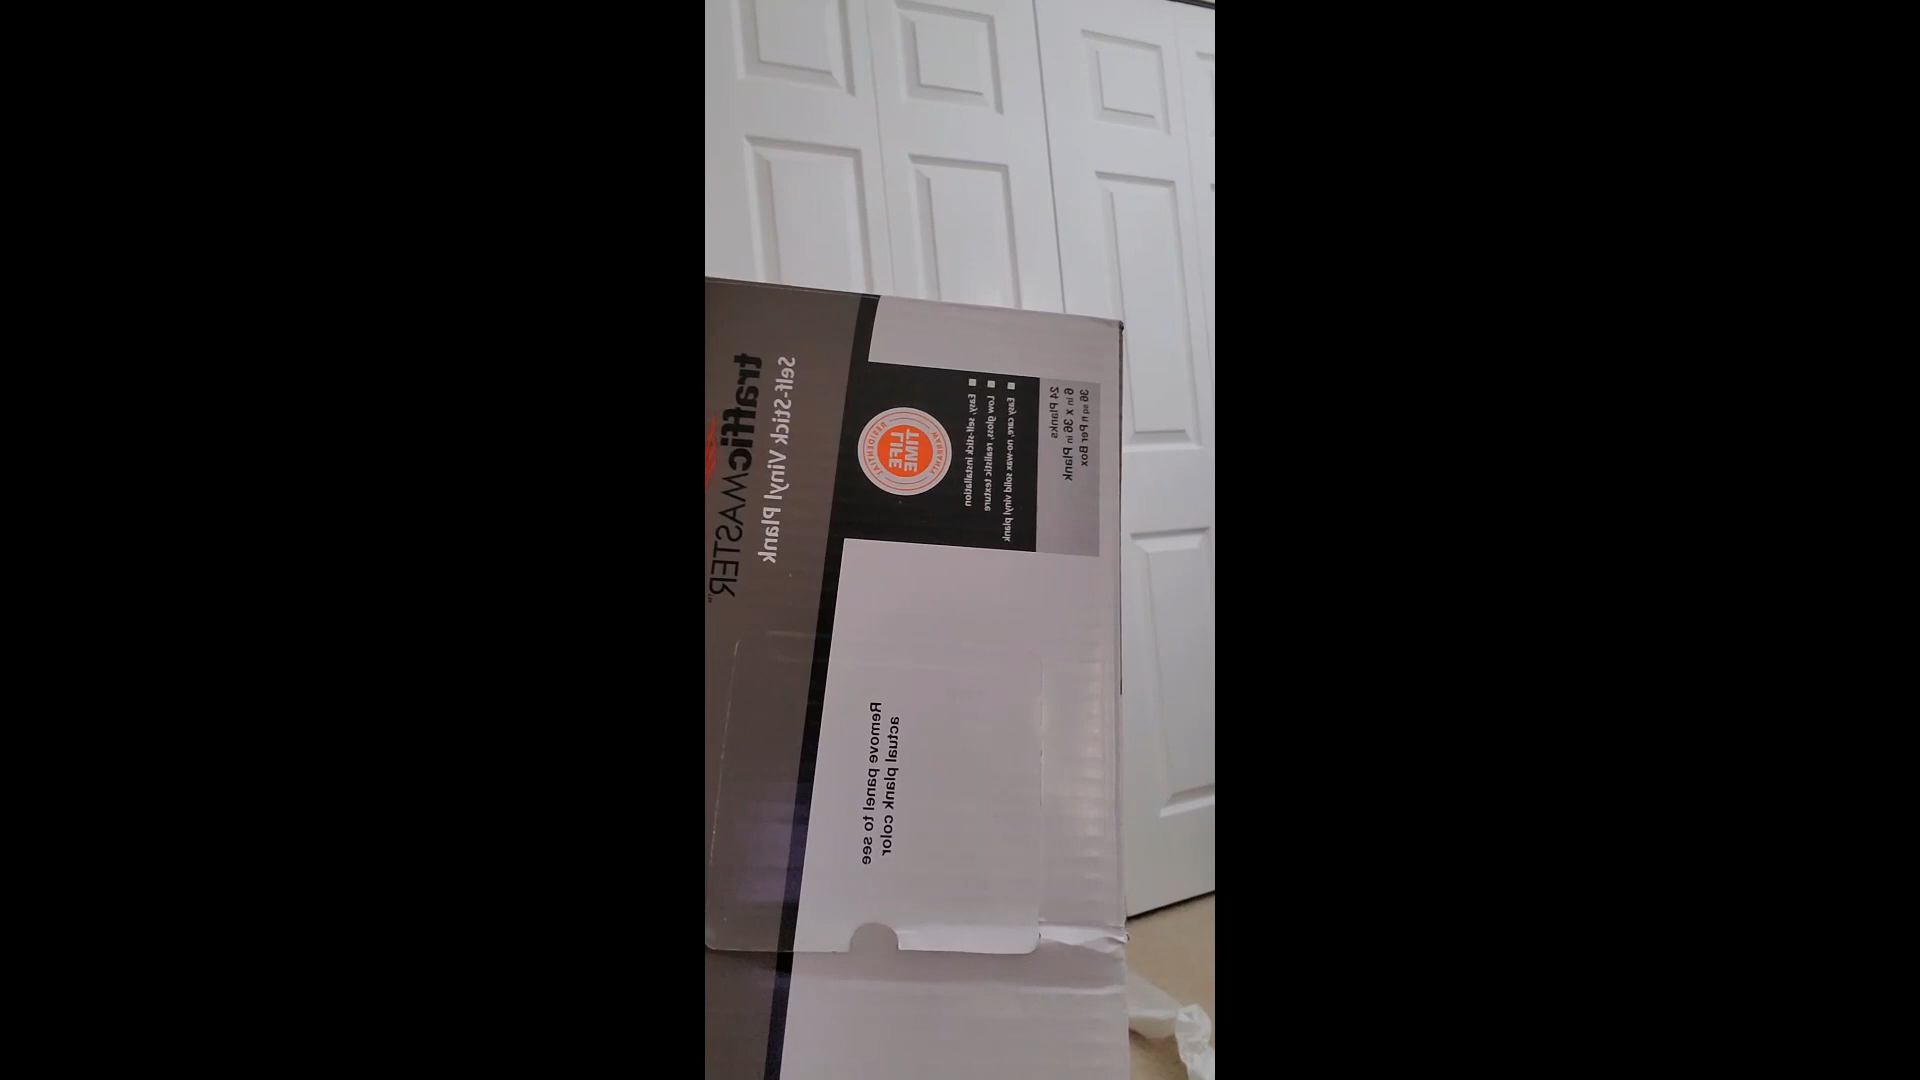 trafficMASTER
Self-Stick Vinyl Plank
LIFE
TIME
RESIDENTIAL
WARRANTY
Easy, self-stick installation
Low gloss, realistic texture
Easy care, no-wax solid vinyl plank
24 Planks
6 in x 36 in Plank
36 sq ft Per Box
Remove panel to see
actual plank color